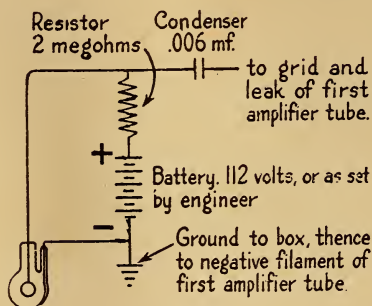 Resistor
2 megohms
Condenser
.006 mf.
to grid and
leak of first
amplifier tube.
+
Battery. 112 volts, or as set
by engineer
–
Ground to box, thence
to negative filament of
first amplifier tube.